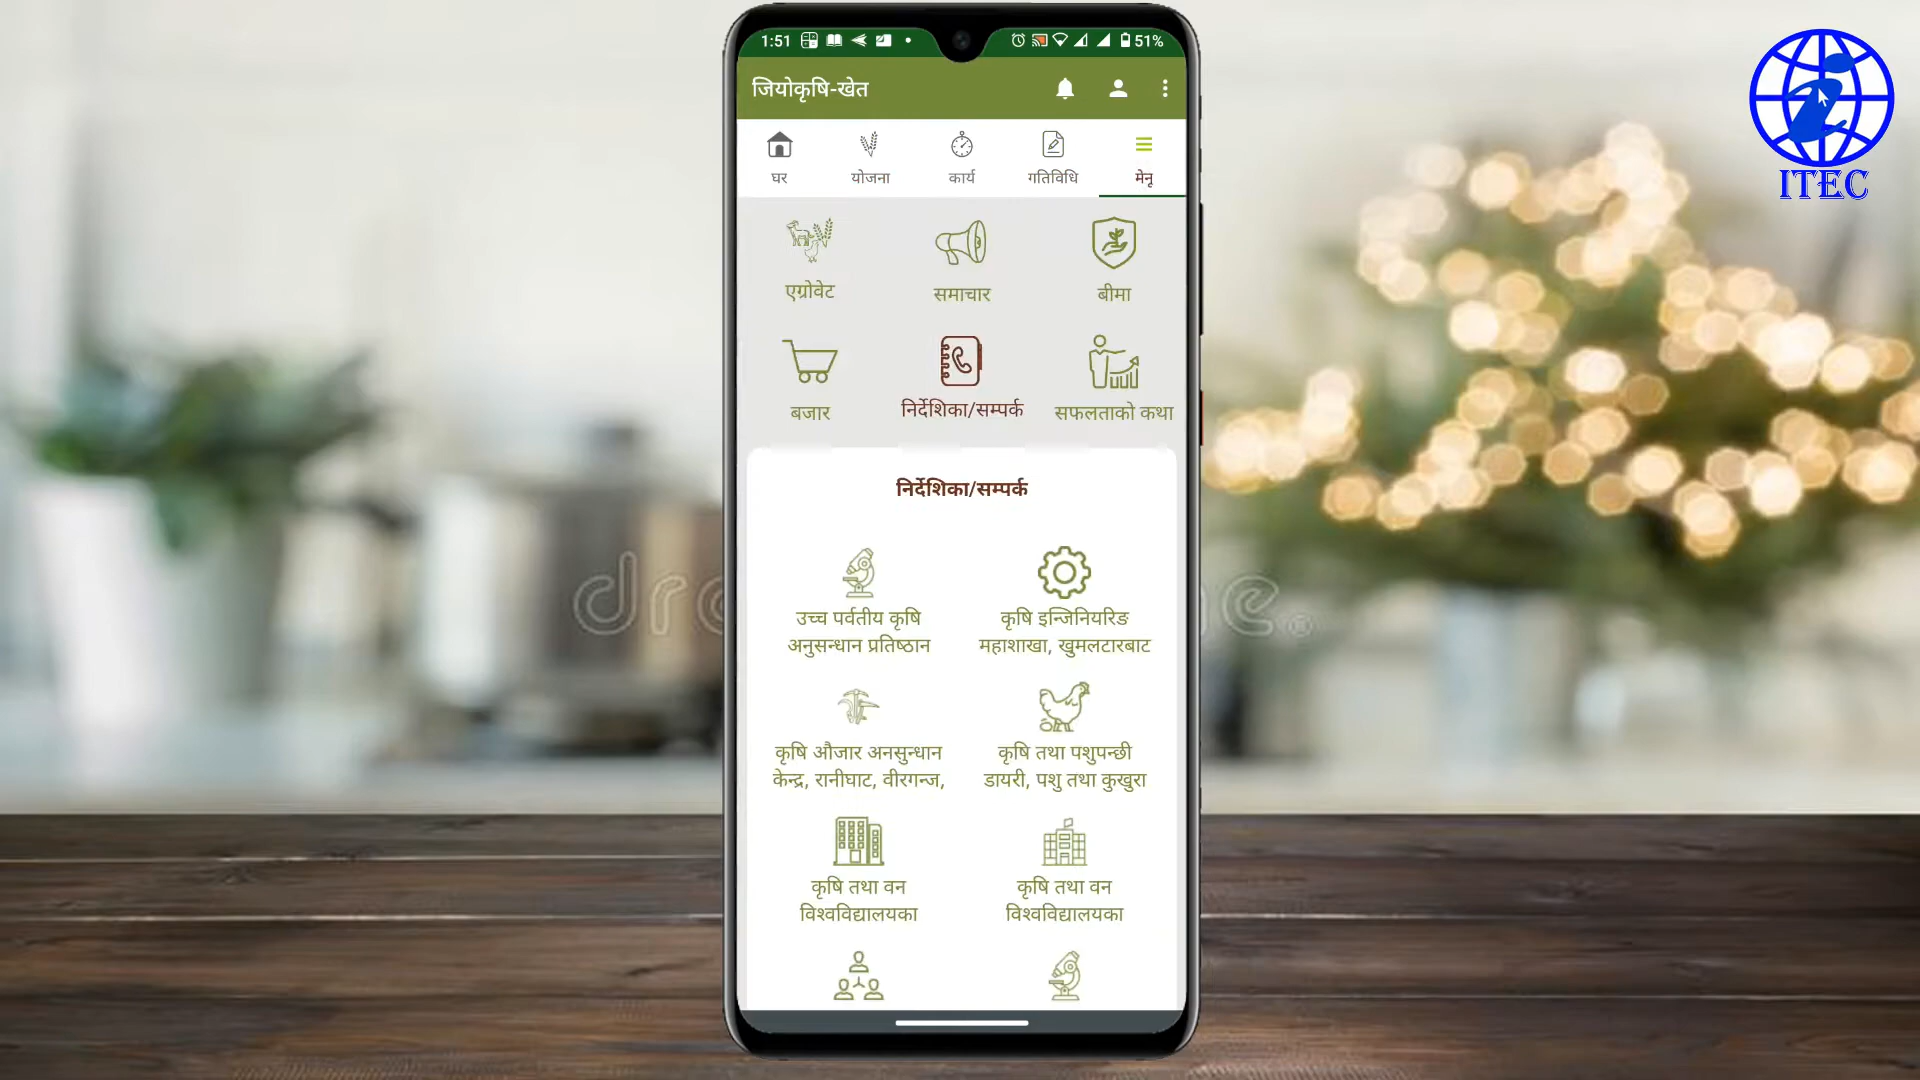 1:51
51%
ITEC
जियोकृषि-खेत
घर
योजना
कार्य
गतिविधि
मेनू
एग्रोवेट
समाचार
बीमा
बजार
निर्देशिका/सम्पर्क
सफलताको कथा
निर्देशिका/सम्पर्क
उच्च पर्वतीय कृषि
अनुसन्धान प्रतिष्ठान
कृषि इन्जिनियरिङ
महाशाखा, खुमलटारबाट
कृषि औजार अनसुन्धान
केन्द्र, रानीघाट, वीरगन्ज,
कृषि तथा पशुपन्छी
डायरी, पशु तथा कुखुरा
कृषि तथा वन
विश्वविद्यालयका
कृषि तथा वन
विश्वविद्यालयका